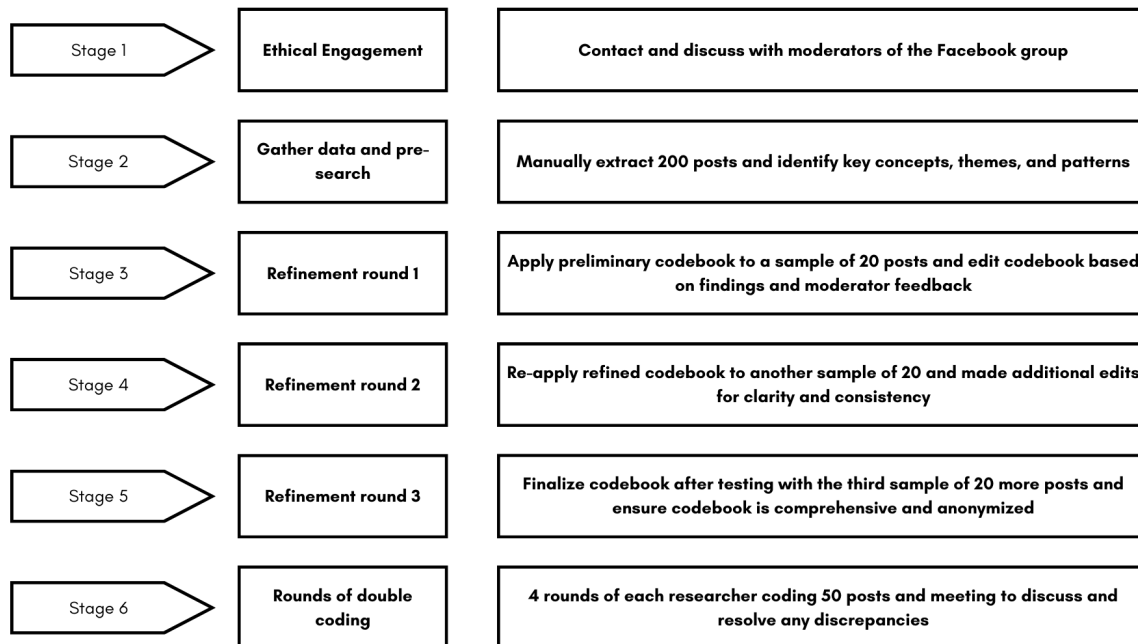 Stage 1
Ethical Engagement
Contact and discuss with moderators of the Facebook group
Stage 2
Gather data and pre-
search
Manually extract 200 posts and identify key concepts, themes, and patterns
Stage 3
Refinement round 1
Apply preliminary codebook to a sample of 20 posts and edit codebook based
on findings and moderator feedback
Stage 4
Refinement round 2
Re-apply refined codebook to another sample of 20 and made additional edits
for clarity and consistency
Stage 5
Refinement round 3
Finalize codebook after testing with the third sample of 20 more posts and
ensure codebook is comprehensive and anonymized
Stage 6
Rounds of double
coding
4 rounds of each researcher coding 50 posts and meeting to discuss and
resolve any discrepancies